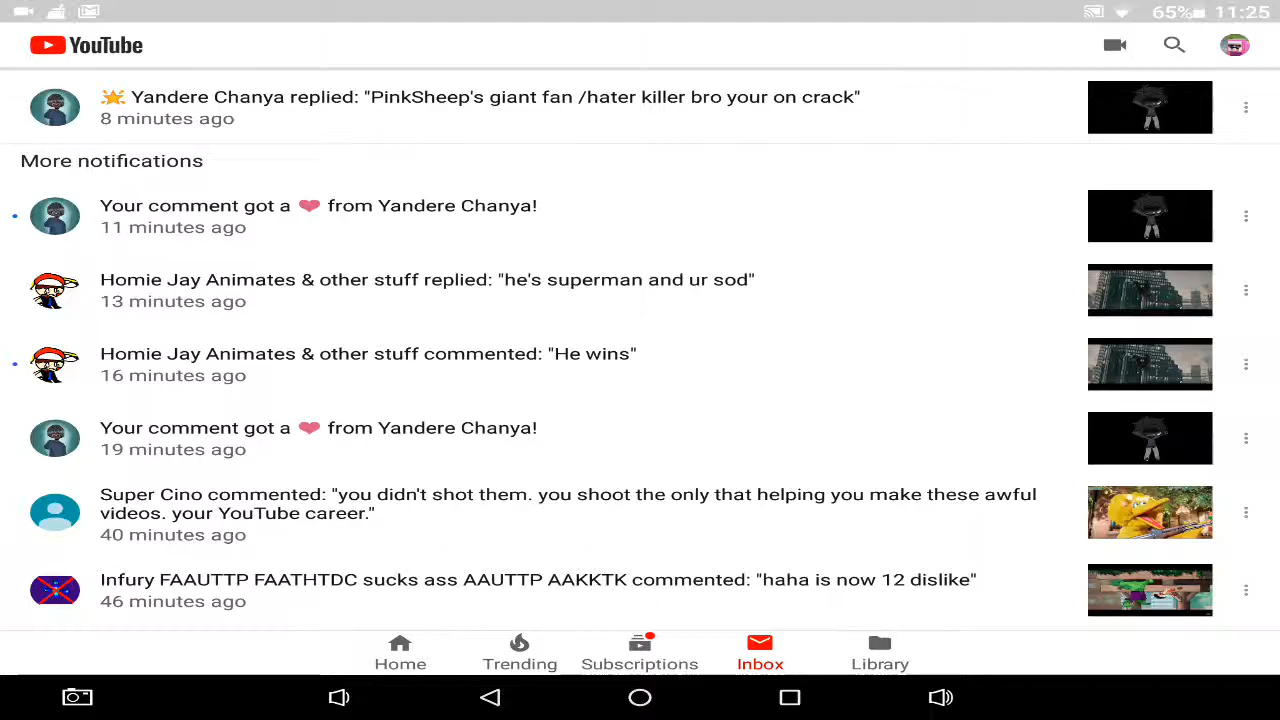 65% 11:25
YouTube
Yandere Chanya replied: "PinkSheep's giant fan /hater killer bro your on crack"
8 minutes ago
More notifications
Your comment got a ❤ from Yandere Chanya!
11 minutes ago
Homie Jay Animates & other stuff replied: "he's superman and ur sod"
13 minutes ago
Homie Jay Animates & other stuff commented: "He wins"
16 minutes ago
Your comment got a ❤ from Yandere Chanya!
19 minutes ago
Super Cino commented: "you didn't shot them. you shoot the only that helping you make these awful
videos. your YouTube career."
40 minutes ago
Infury FAAUTTP FAATHTDC sucks ass AAUTTP AAKKTK commented: "haha is now 12 dislike"
46 minutes ago
Home Trending Subscriptions Inbox Library